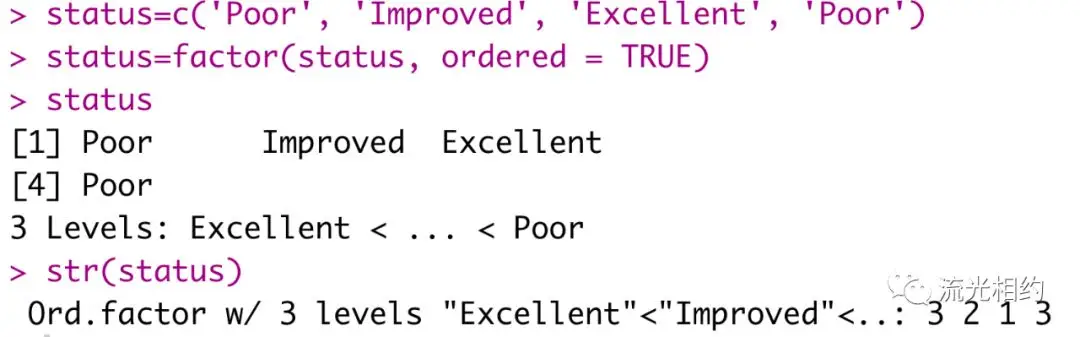 > status=c('Poor', 'Improved', 'Excellent', 'Poor')
> status=factor(status, ordered = TRUE)
> status
[1] Poor      Improved  Excellent
[4] Poor
3 Levels: Excellent < ... < Poor
> str(status)
 Ord.factor w/ 3 levels "Excellent"<"Improved"<..: 3 2 1 3
流光相约